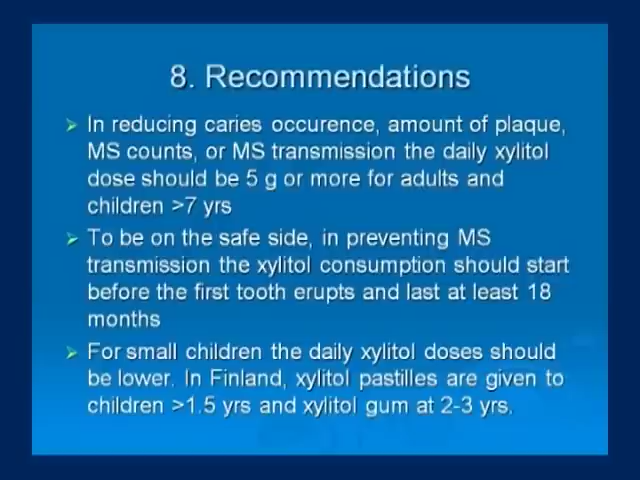 8. Recommendations
➢ In reducing caries occurence, amount of plaque,
MS counts, or MS transmission the daily xylitol
dose should be 5 g or more for adults and
children >7 yrs
➢ To be on the safe side, in preventing MS
transmission the xylitol consumption should start
before the first tooth erupts and last at least 18
months
➢ For small children the daily xylitol doses should
be lower. In Finland, xylitol pastilles are given to
children >1.5 yrs and xylitol gum at 2-3 yrs.